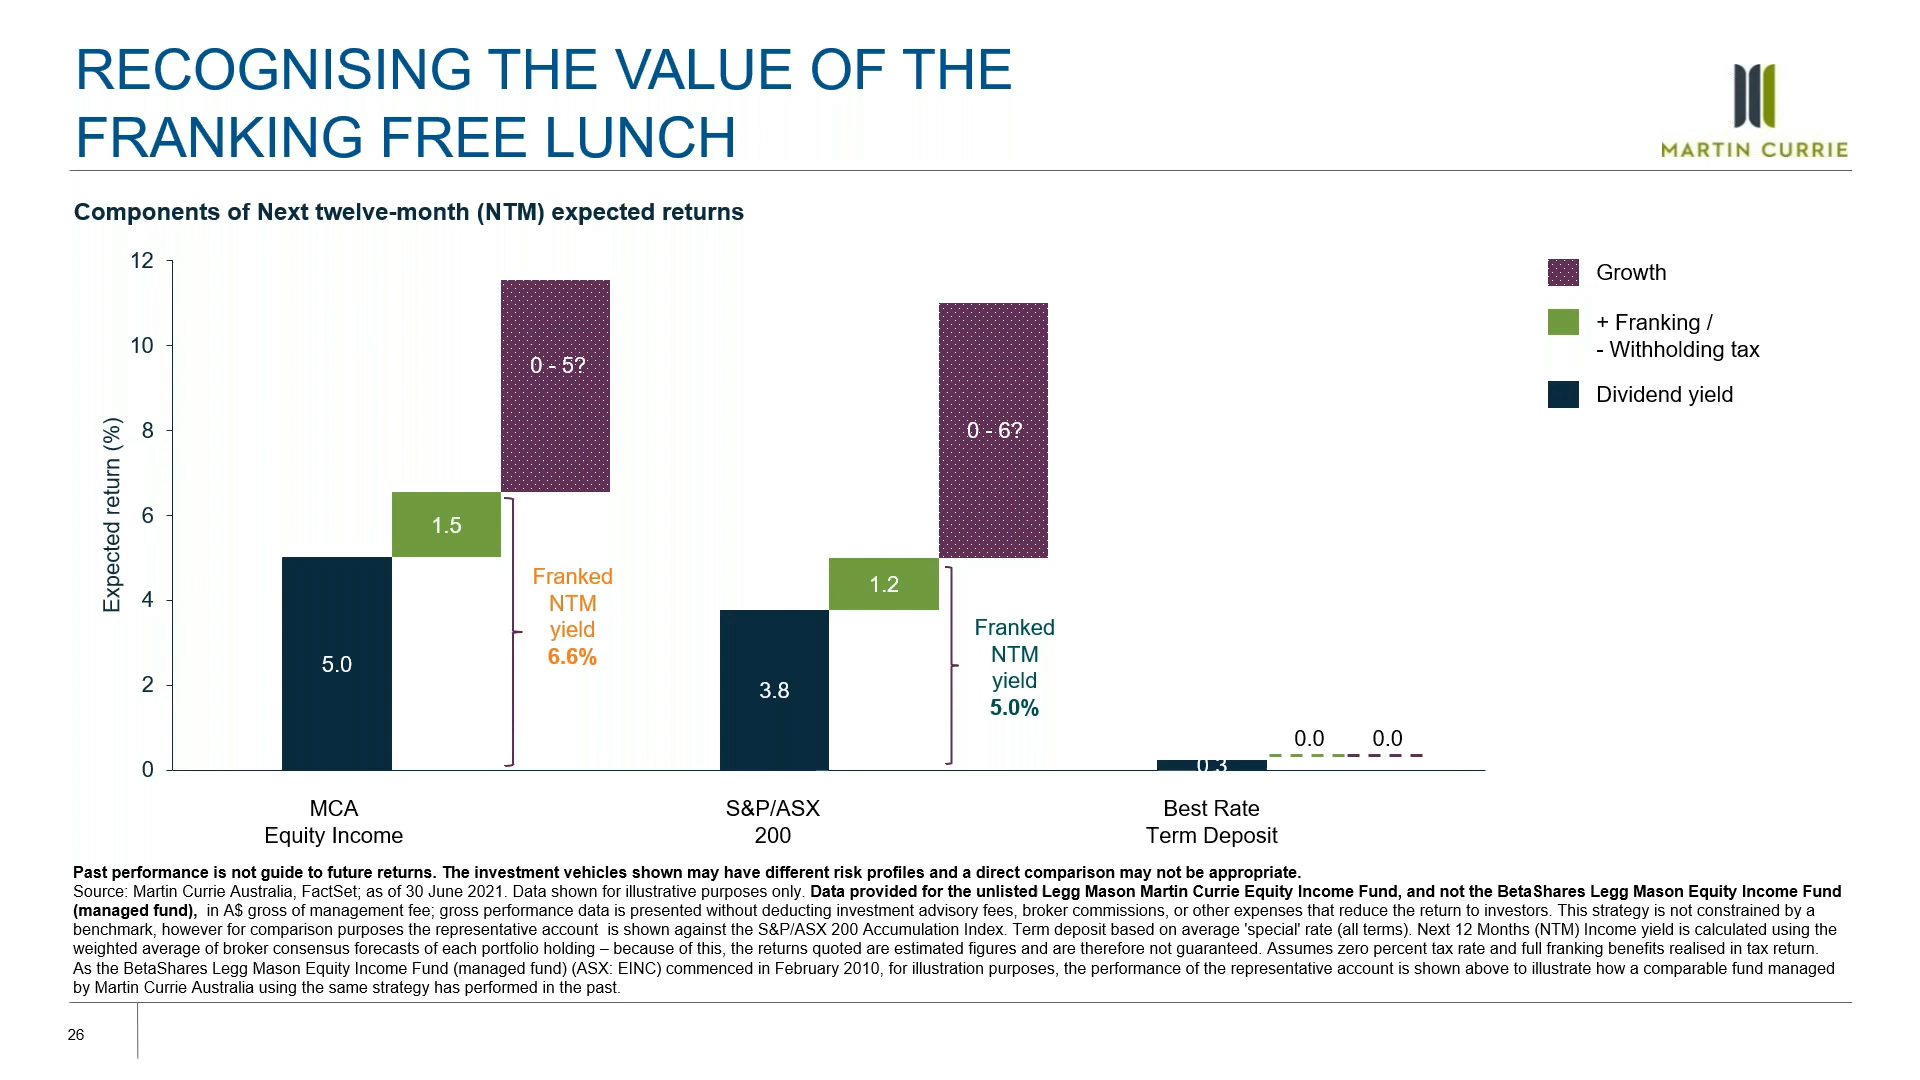 RECOGNISING THE VALUE OF THE
FRANKING FREE LUNCH
MARTIN CURRIE
Components of Next twelve-month (NTM) expected returns
Expected return (%)
12
10
8
6
4
2
0
5.0
1.5
0 - 5?
Franked
NTM
yield
6.6%
3.8
1.2
0 - 6?
Franked
NTM
yield
5.0%
0.3
0.0
0.0
MCA
Equity Income
S&P/ASX
200
Best Rate
Term Deposit
Growth
+ Franking /
- Withholding tax
Dividend yield
Past performance is not guide to future returns. The investment vehicles shown may have different risk profiles and a direct comparison may not be appropriate.
Source: Martin Currie Australia, FactSet; as of 30 June 2021. Data shown for illustrative purposes only. Data provided for the unlisted Legg Mason Martin Currie Equity Income Fund, and not the BetaShares Legg Mason Equity Income Fund
(managed fund), in A$ gross of management fee; gross performance data is presented without deducting investment advisory fees, broker commissions, or other expenses that reduce the return to investors. This strategy is not constrained by a
benchmark, however for comparison purposes the representative account is shown against the S&P/ASX 200 Accumulation Index. Term deposit based on average 'special' rate (all terms). Next 12 Months (NTM) Income yield is calculated using the
weighted average of broker consensus forecasts of each portfolio holding – because of this, the returns quoted are estimated figures and are therefore not guaranteed. Assumes zero percent tax rate and full franking benefits realised in tax return.
As the BetaShares Legg Mason Equity Income Fund (managed fund) (ASX: EINC) commenced in February 2010, for illustration purposes, the performance of the representative account is shown above to illustrate how a comparable fund managed
by Martin Currie Australia using the same strategy has performed in the past.
26